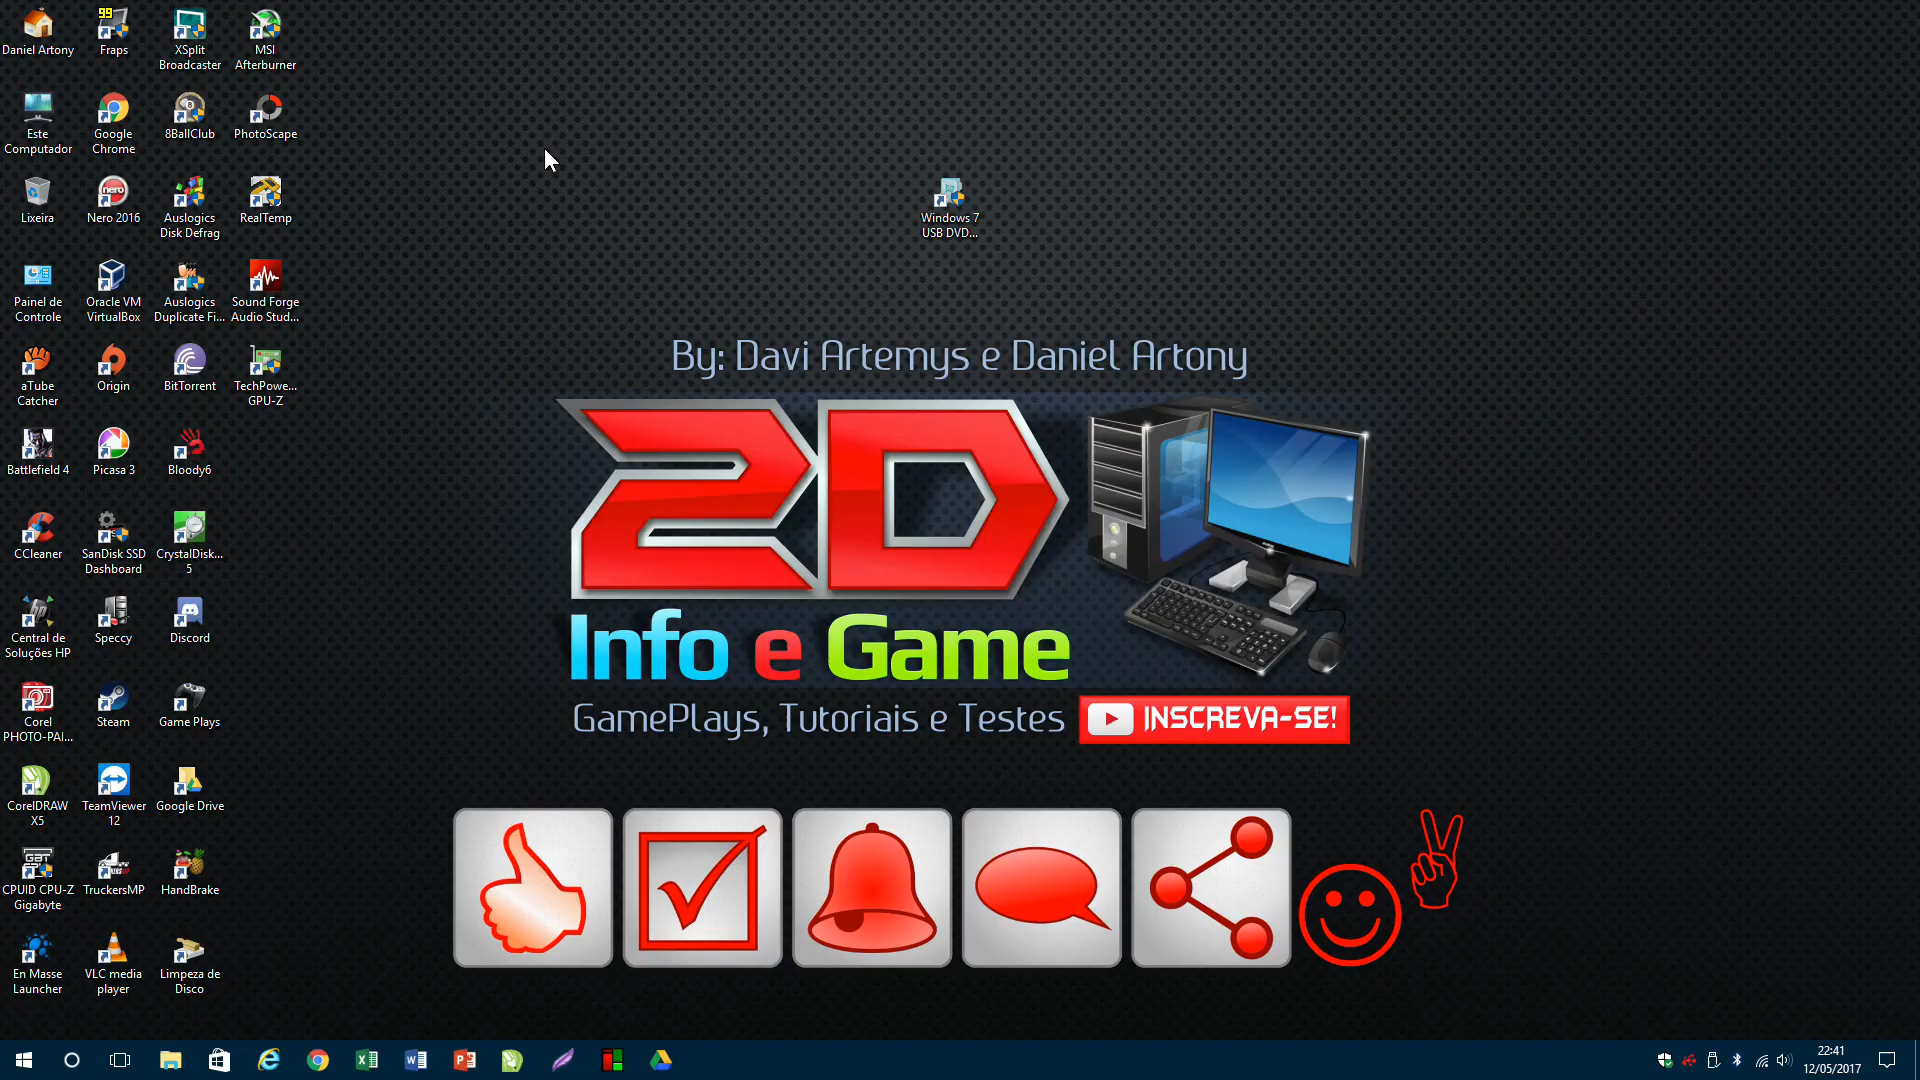 99
Daniel Artony
Fraps
XSplit
Broadcaster
MSI
Afterburner
Este
Computador
Google
Chrome
8BallClub
PhotoScape
Lixeira
Nero 2016
Auslogics
Disk Defrag
RealTemp
Windows 7
USB DVD...
Painel de
Controle
Oracle VM
VirtualBox
Auslogics
Duplicate Fi...
Sound Forge
Audio Stud...
aTube
Catcher
Origin
BitTorrent
TechPowe...
GPU-Z
Battlefield 4
Picasa 3
Bloody6
CCleaner
SanDisk SSD
Dashboard
CrystalDisk...
5
Central de
Soluções HP
Speccy
Discord
Corel
PHOTO-PAI...
Steam
Game Plays
CorelDRAW
X5
TeamViewer
12
Google Drive
CPUID CPU-Z
Gigabyte
TruckersMP
HandBrake
En Masse
Launcher
VLC media
player
Limpeza de
Disco
By: Davi Artemys e Daniel Artony
2D
Info e Game
GamePlays, Tutoriais e Testes
INSCREVA-SE!
22:41
12/05/2017